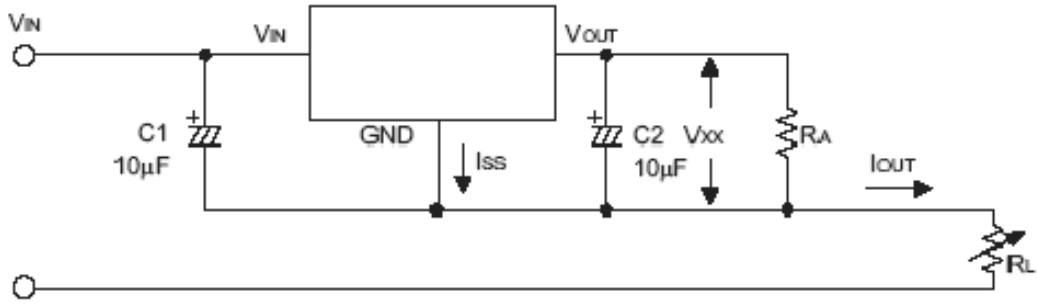 VIN
VIN
VOUT
C1
10μF
GND
ISS
C2
10μF
VXX
RA
IOUT
RL